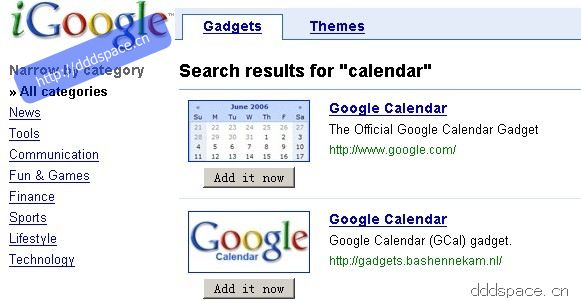 iGoogle™
Gadgets
Themes
http://dddspace.cn
Narrow by category
» All categories
News
Tools
Communication
Fun & Games
Finance
Sports
Lifestyle
Technology
Search results for "calendar"
« June 2006 »
Su M T W T F Sa
21 22 23 24 25 26 27
28 29 30 31 1 2 3
4 5 6 7 8 9 10
11 12 13 14 15 16 17
Add it now
Google Calendar
The Official Google Calendar Gadget
http://www.google.com/
Google
Calendar
Add it now
Google Calendar
Google Calendar (GCal) gadget.
http://gadgets.bashennekam.nl/
dddspace.cn